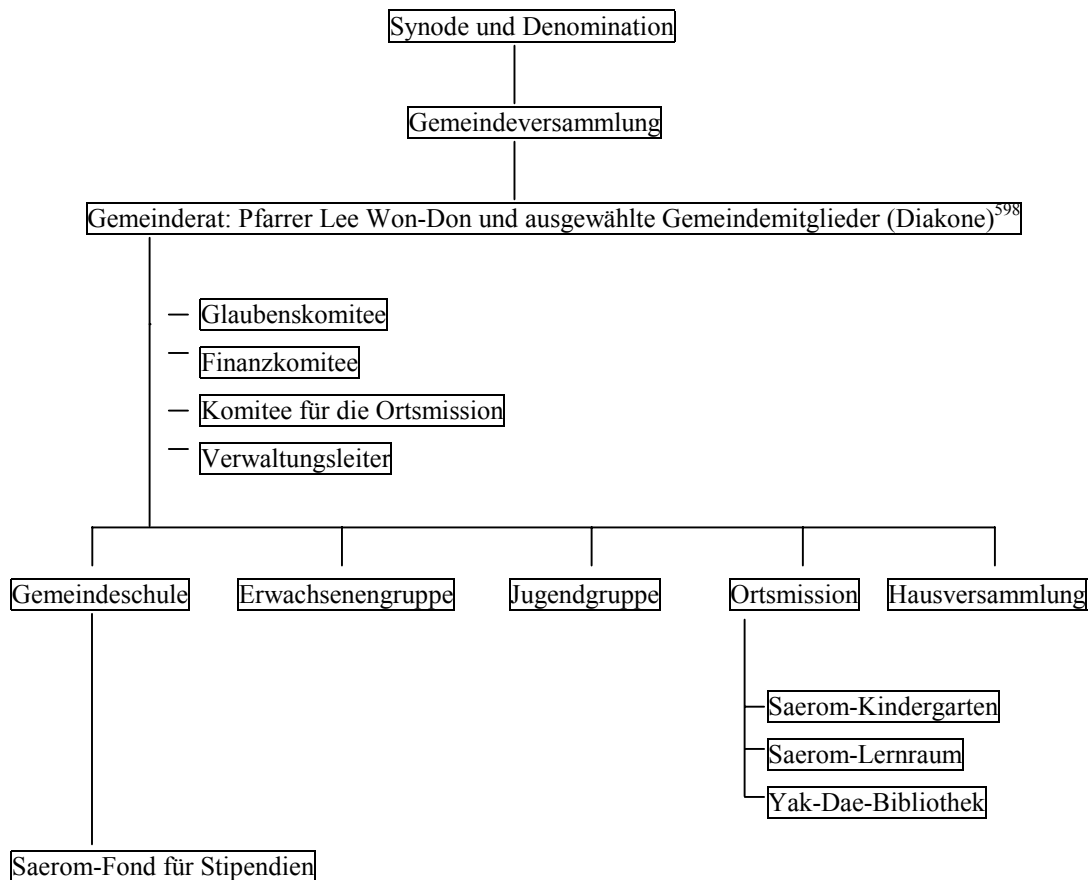 Synode und Denomination
Gemeindeversammlung
Gemeinderat: Pfarrer Lee Won-Don und ausgewählte Gemeindemitglieder (Diakone)598
Glaubenskomitee
Finanzkomitee
Komitee für die Ortsmission
Verwaltungsleiter
Gemeindeschule Erwachsenengruppe Jugendgruppe Ortsmission Hausversammlung
Saerom-Kindergarten
Saerom-Lernraum
Yak-Dae-Bibliothek
Saerom-Fond für Stipendien